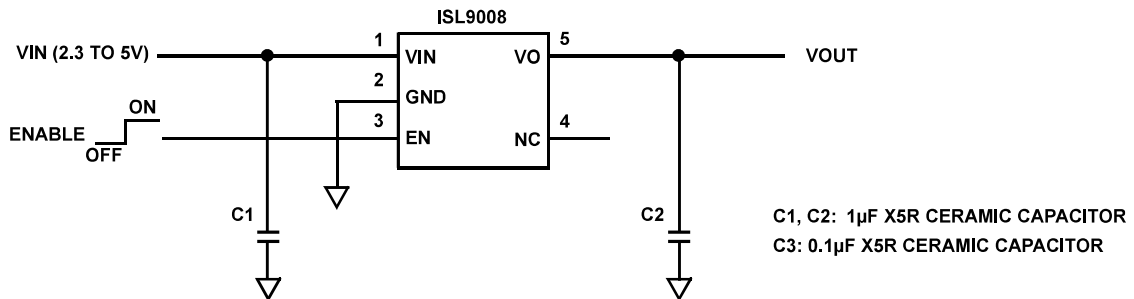 ISL9008
VIN (2.3 TO 5V)
1
VIN
VO
5
VOUT
2
GND
ON
ENABLE
OFF
3
EN
NC
4
C1
C2
C1, C2: 1µF X5R CERAMIC CAPACITOR
C3: 0.1µF X5R CERAMIC CAPACITOR